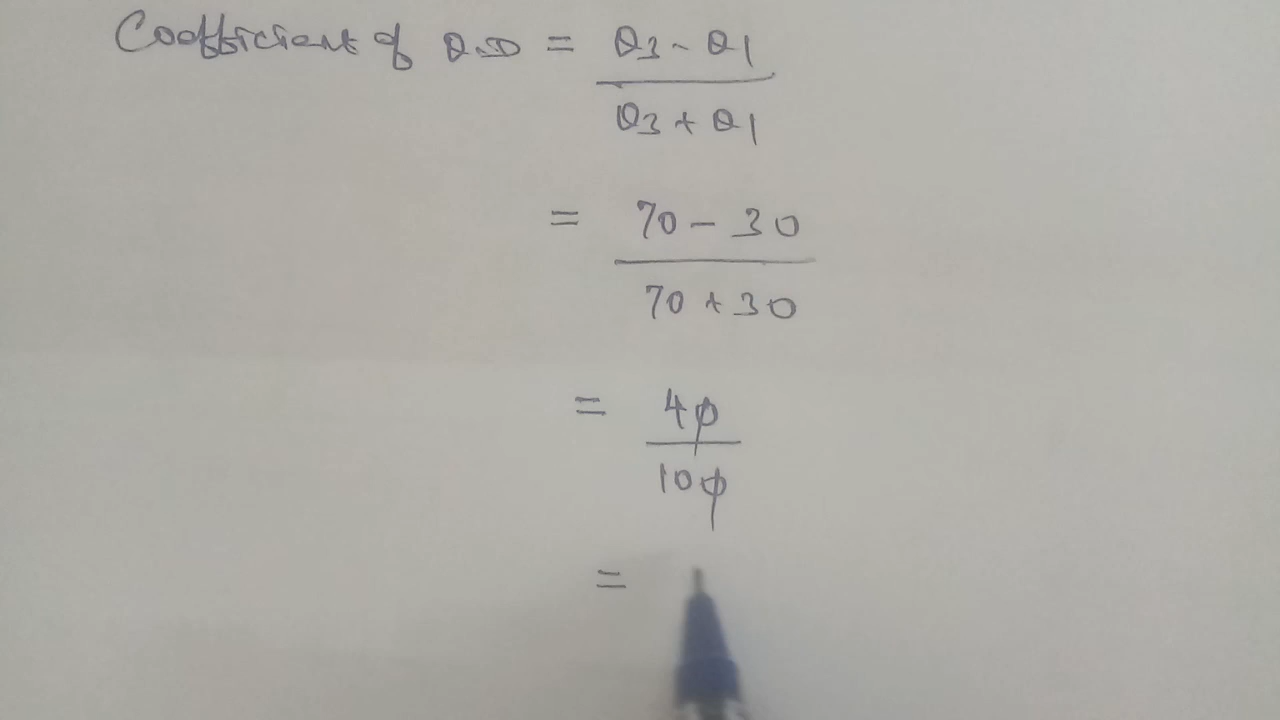 Coefficient of Q.D = Q3 - Q1
Q3 + Q1
= 70 - 30
70 + 30
= 40
100
=